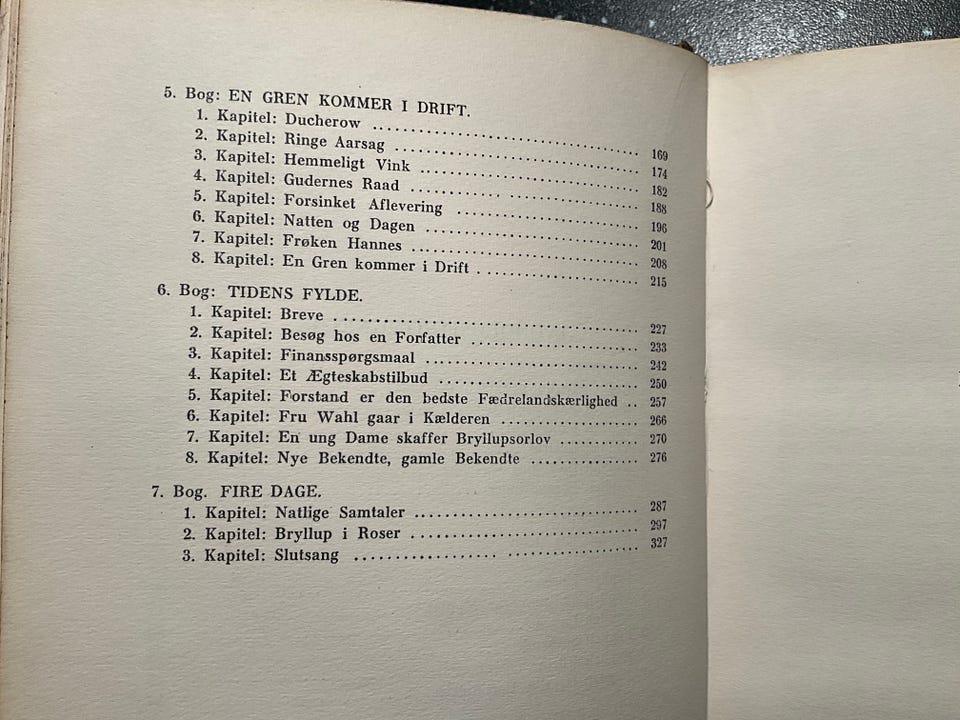 5. Bog: EN GREN KOMMER I DRIFT.
1. Kapitel: Ducherow .................................... 169
2. Kapitel: Ringe Aarsag .................................... 174
3. Kapitel: Hemmeligt Vink .................................... 182
4. Kapitel: Gudernes Raad .................................... 188
5. Kapitel: Forsinket Aflevering .............................. 196
6. Kapitel: Natten og Dagen .................................. 201
7. Kapitel: Frøken Hannes .................................... 208
8. Kapitel: En Gren kommer i Drift ......................... 215
6. Bog: TIDENS FYLDE.
1. Kapitel: Breve .............................................. 227
2. Kapitel: Besøg hos en Forfatter ......................... 233
3. Kapitel: Finansspørgsmaal ................................ 242
4. Kapitel: Et Ægteskabstilbud .............................. 250
5. Kapitel: Forstand er den bedste Fædrelandskærlighed .. 257
6. Kapitel: Fru Wahl gaar i Kælderen .................... 266
7. Kapitel: En ung Dame skaffer Bryllupsorlov ........... 270
8. Kapitel: Nye Bekendte, gamle Bekendte ................ 276
7. Bog. FIRE DAGE.
1. Kapitel: Natlige Samtaler ................................ 287
2. Kapitel: Bryllup i Roser ................................ 297
3. Kapitel: Slutsang ........................................ 327